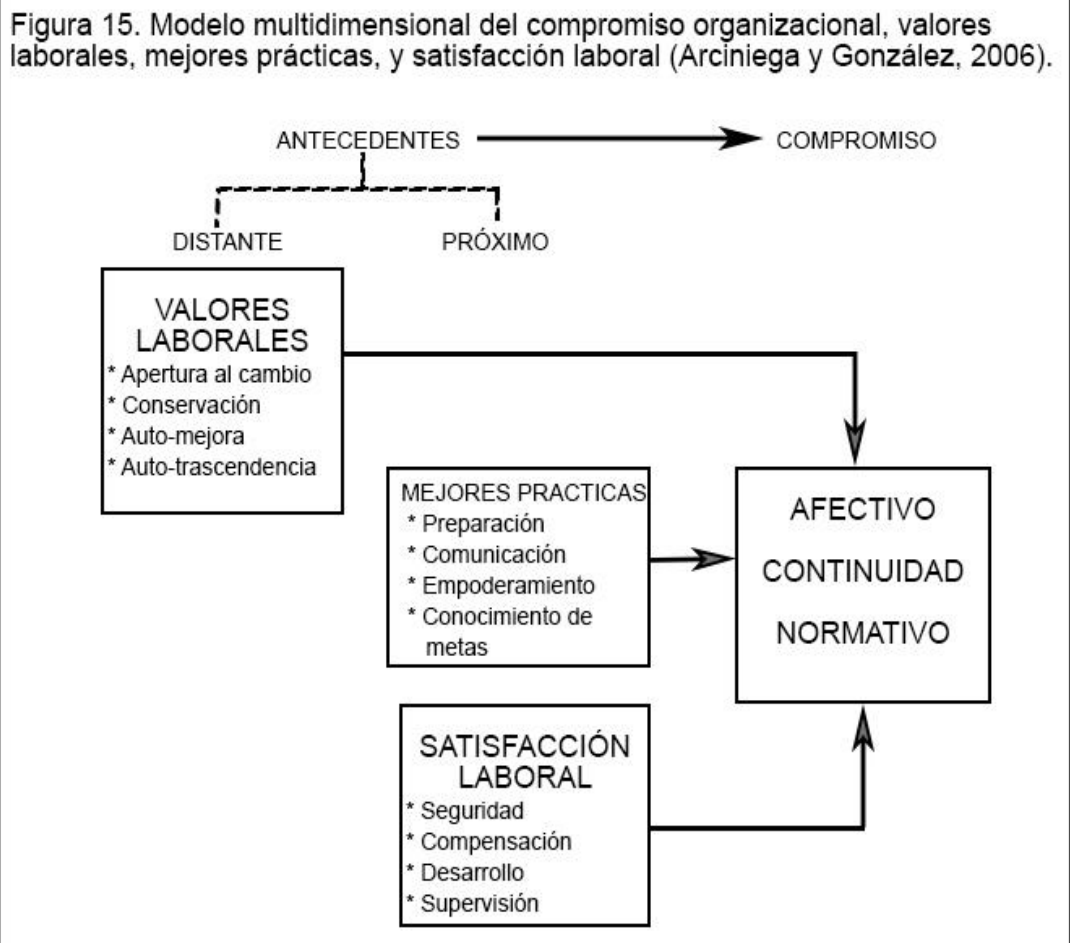 Figura 15. Modelo multidimensional del compromiso organizacional, valores
laborales, mejores prácticas, y satisfacción laboral (Arciniega y González, 2006).
ANTECEDENTES
COMPROMISO
DISTANTE
PRÓXIMO
VALORES
LABORALES
* Apertura al cambio
* Conservación
* Auto-mejora
* Auto-trascendencia
MEJORES PRACTICAS
* Preparación
* Comunicación
* Empoderamiento
* Conocimiento de
metas
AFECTIVO
CONTINUIDAD
NORMATIVO
SATISFACCIÓN
LABORAL
* Seguridad
* Compensación
* Desarrollo
* Supervisión